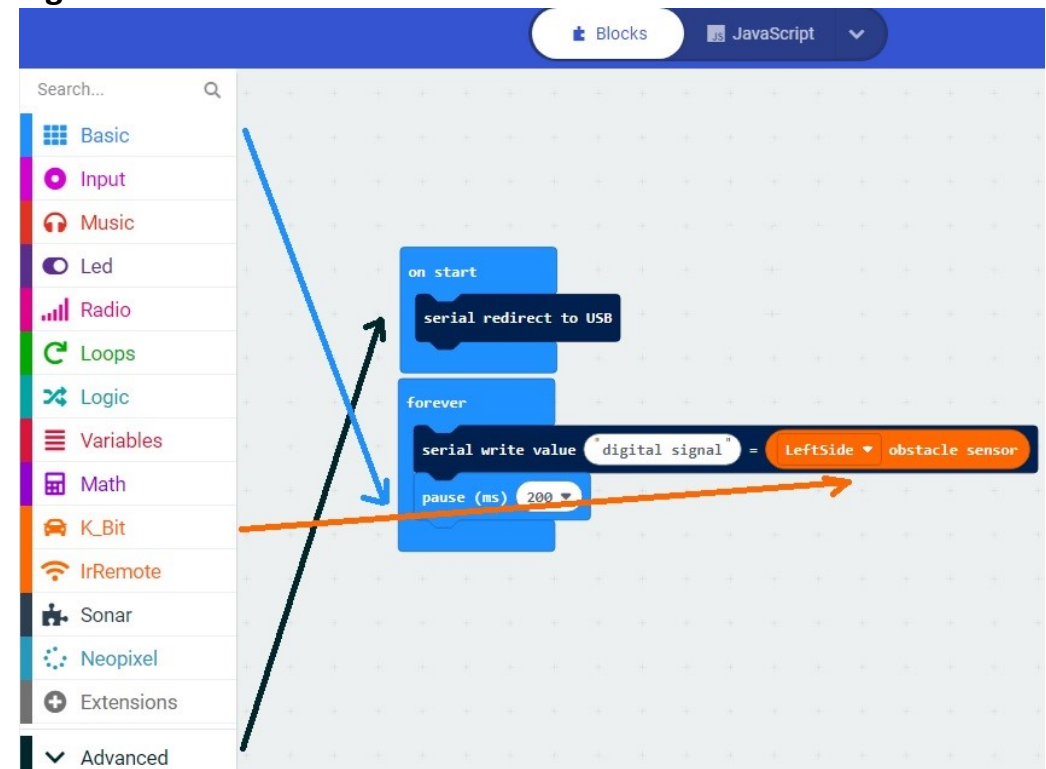 Blocks
JS JavaScript
Search...
Basic
Input
Music
Led
Radio
Loops
Logic
Variables
Math
K_Bit
IrRemote
Sonar
Neopixel
Extensions
Advanced
on start
serial redirect to USB
forever
serial write value "digital signal" = LeftSide obstacle sensor
pause (ms) 200